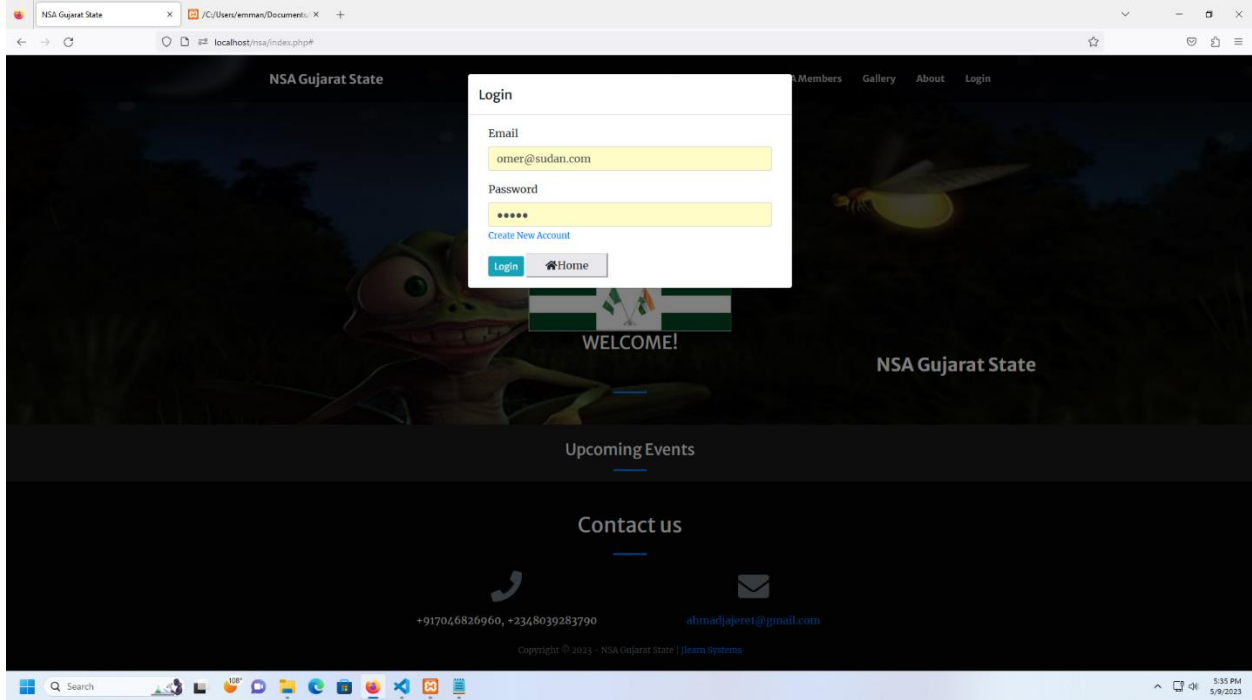 NSA Gujarat State
/C:/Users/emman/Documents/
localhost/nsa/index.php#
NSA Gujarat State
Members Gallery About Login
Login
Email
omer@sudan.com
Password
Create New Account
Login Home
WELCOME!
NSA Gujarat State
Upcoming Events
Contact us
+917046826960, +2348039283790 ahmadjajere1@gmail.com
Copyright © 2023 - NSA Gujarat State | Jlearn Systems
Search
108°
5:35 PM
5/9/2023